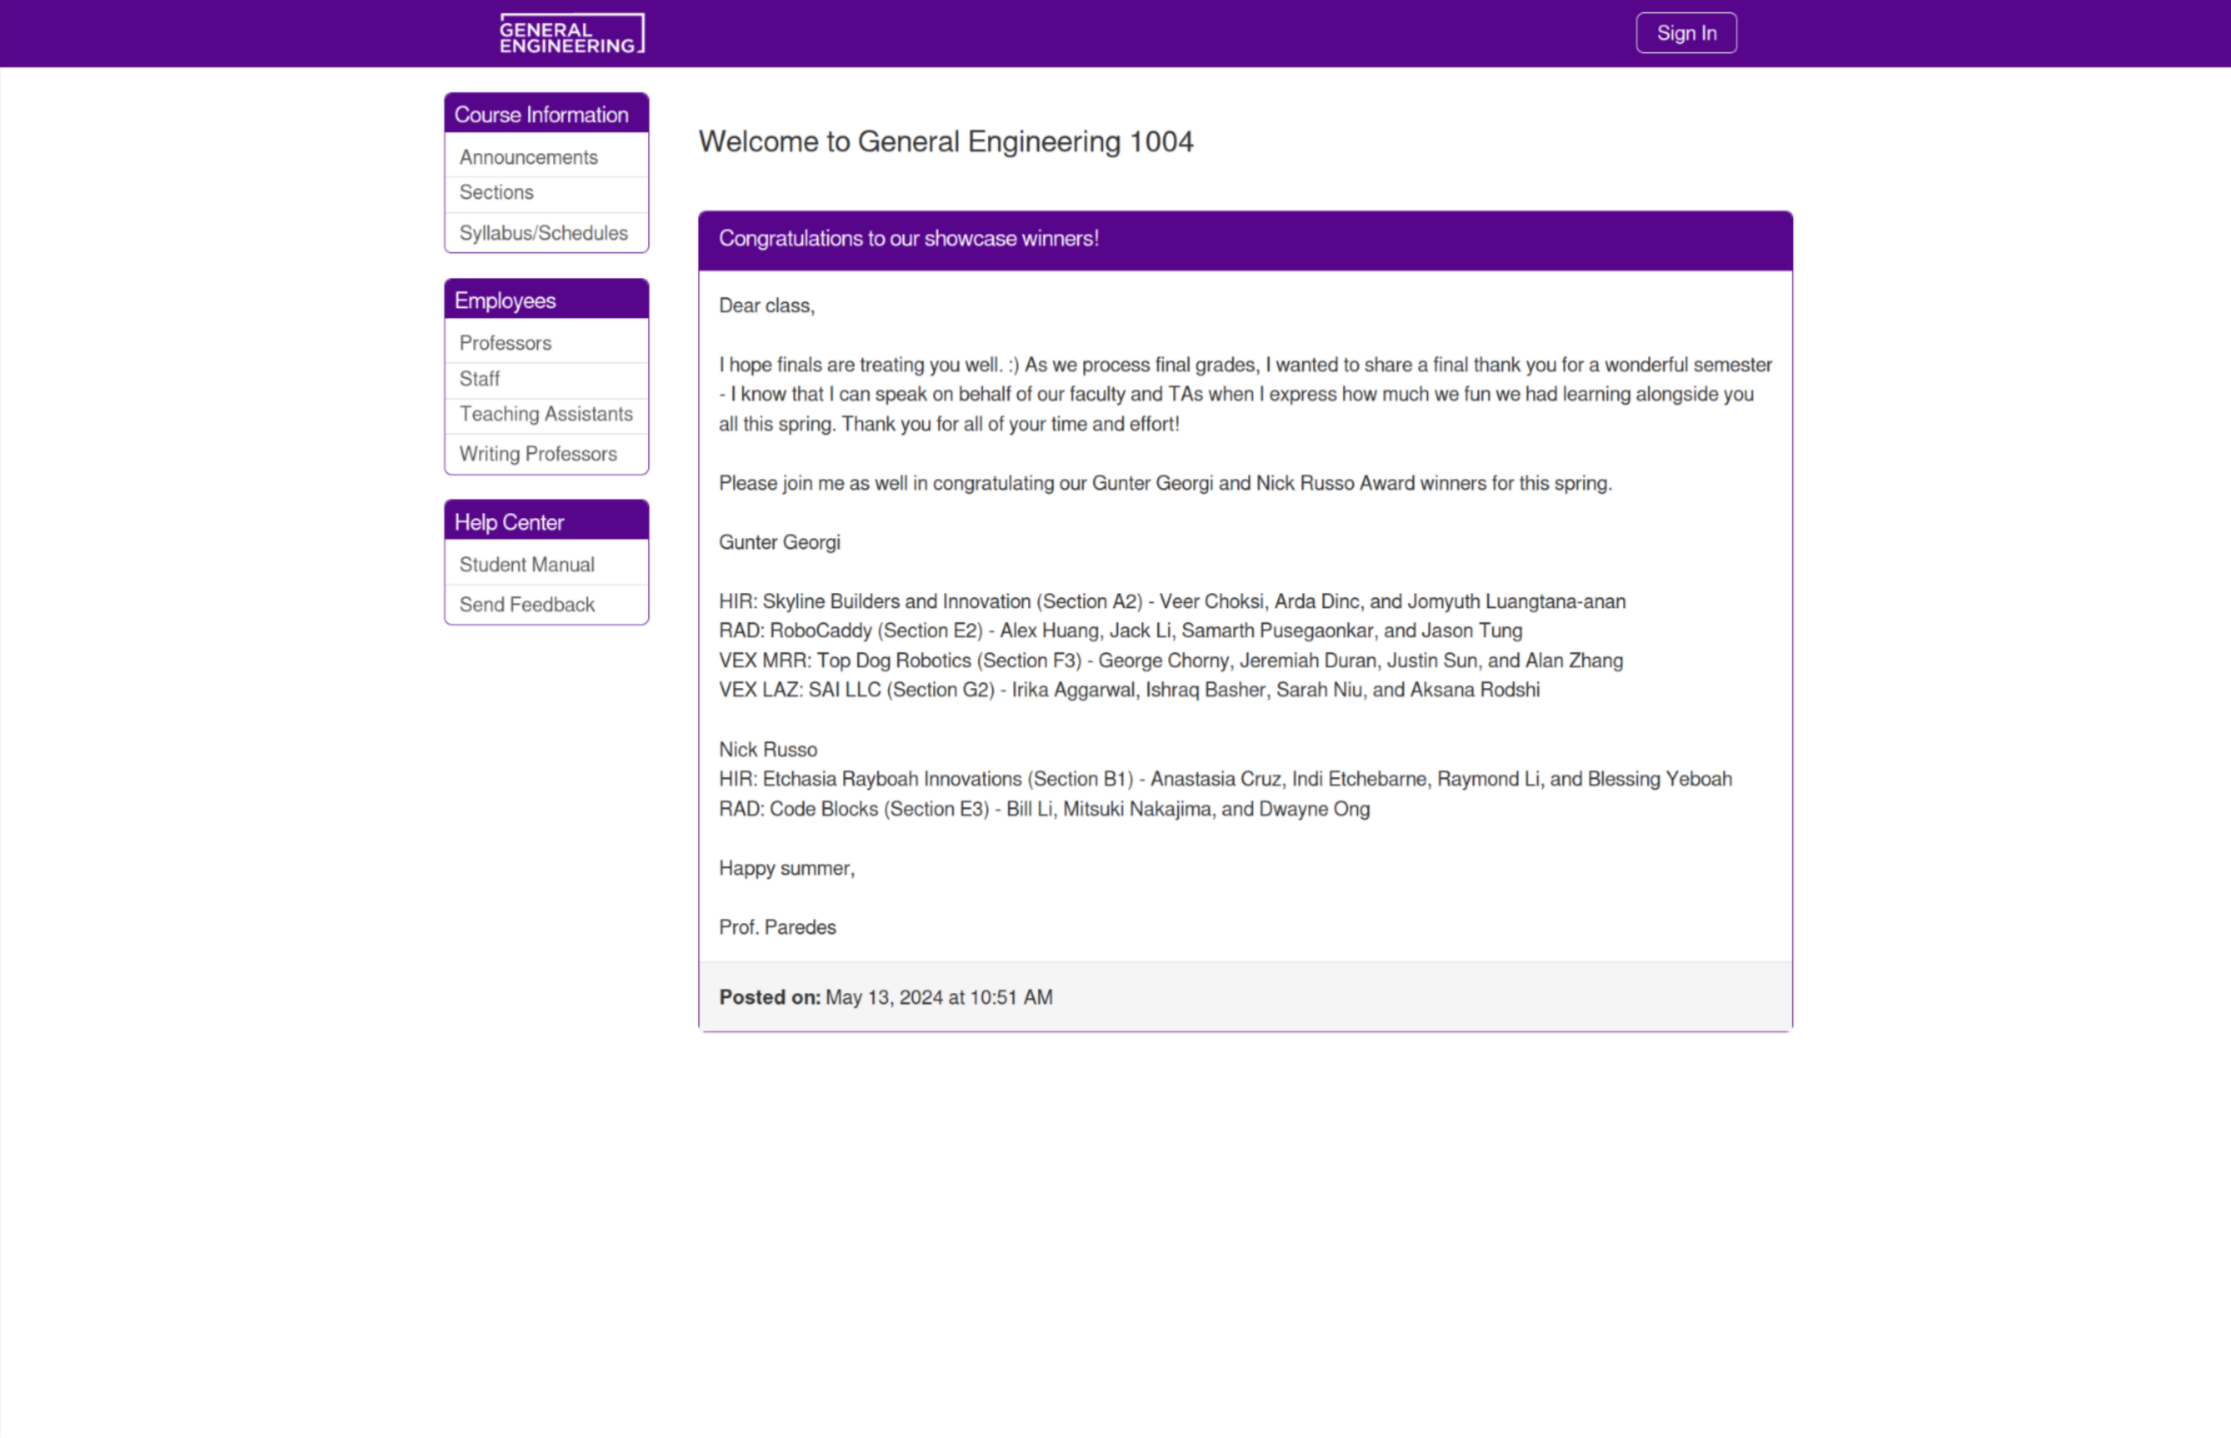 GENERAL
ENGINEERING
Sign In
Course Information
Announcements
Sections
Syllabus/Schedules
Employees
Professors
Staff
Teaching Assistants
Writing Professors
Help Center
Student Manual
Send Feedback
Welcome to General Engineering 1004
Congratulations to our showcase winners!
Dear class,
I hope finals are treating you well. :) As we process final grades, I wanted to share a final thank you for a wonderful semester
- I know that I can speak on behalf of our faculty and TAs when I express how much we fun we had learning alongside you
all this spring. Thank you for all of your time and effort!
Please join me as well in congratulating our Gunter Georgi and Nick Russo Award winners for this spring.
Gunter Georgi
HIR: Skyline Builders and Innovation (Section A2) - Veer Choksi, Arda Dinc, and Jomyuth Luangtana-anan
RAD: RoboCaddy (Section E2) - Alex Huang, Jack Li, Samarth Pusegaonkar, and Jason Tung
VEX MRR: Top Dog Robotics (Section F3) - George Chorny, Jeremiah Duran, Justin Sun, and Alan Zhang
VEX LAZ: SAI LLC (Section G2) - Irika Aggarwal, Ishraq Basher, Sarah Niu, and Aksana Rodshi
Nick Russo
HIR: Etchasia Rayboah Innovations (Section B1) - Anastasia Cruz, Indi Etchebarne, Raymond Li, and Blessing Yeboah
RAD: Code Blocks (Section E3) - Bill Li, Mitsuki Nakajima, and Dwayne Ong
Happy summer,
Prof. Paredes
Posted on: May 13, 2024 at 10:51 AM